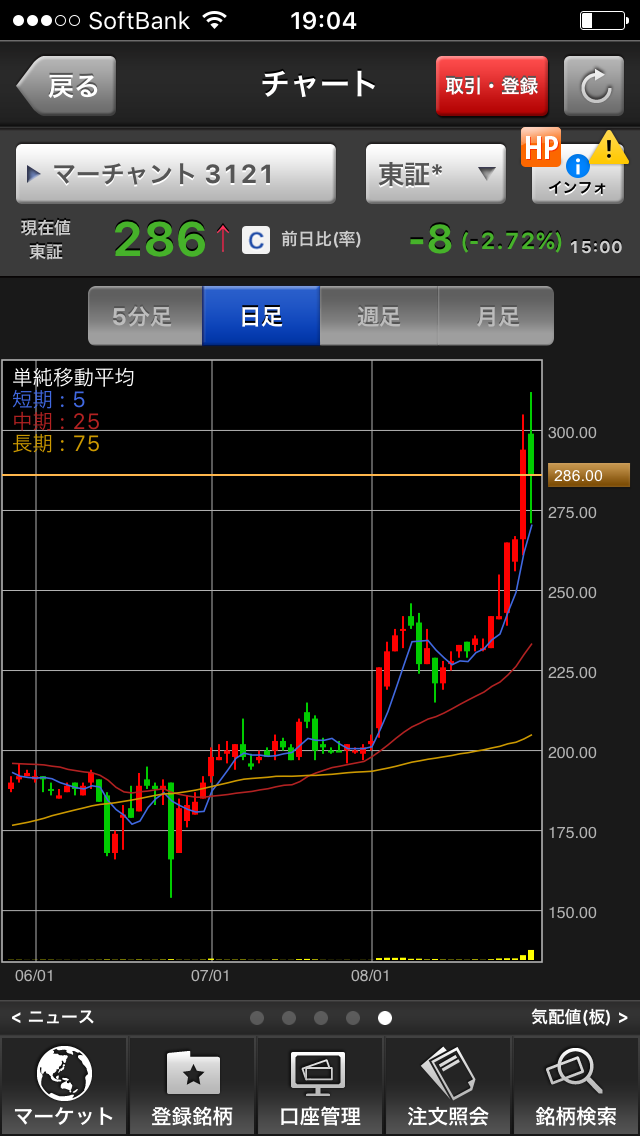 SoftBank 19:04
戻る チャート 取引・登録
マーチャント 3121 東証* HP i インフォ
現在値 東証 286 ↑ C 前日比(率) -8 (-2.72%) 15:00
5分足 日足 週足 月足
単純移動平均
短期：5
中期：25
長期：75
300.00
286.00
275.00
250.00
225.00
200.00
175.00
150.00
06/01 07/01 08/01
< ニュース 気配値(板) >
マーケット 登録銘柄 口座管理 注文照会 銘柄検索